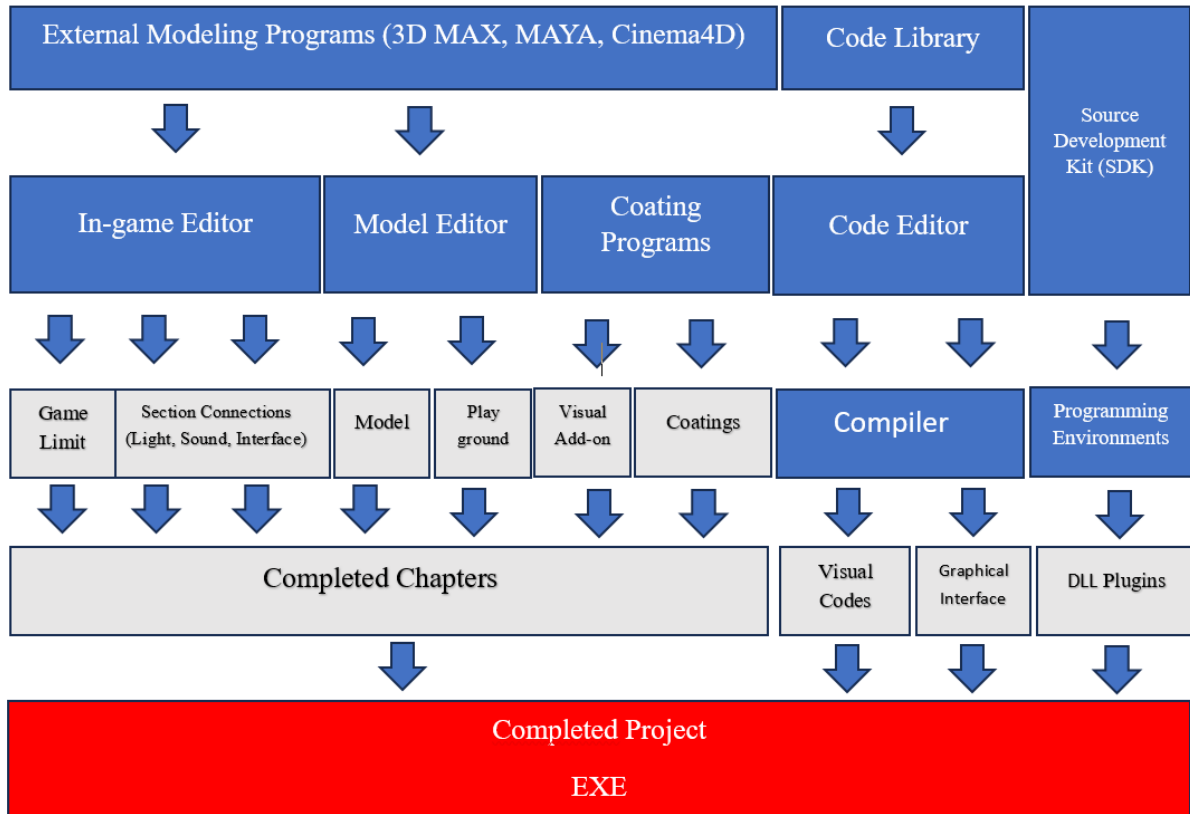 External Modeling Programs (3D MAX, MAYA, Cinema4D)
Code Library
Source
Development
Kit (SDK)
In-game Editor
Model Editor
Coating
Programs
Code Editor
Game
Limit
Section Connections
(Light, Sound, Interface)
Model
Play
ground
Visual
Add-on
Coatings
Compiler
Programming
Environments
Completed Chapters
Visual
Codes
Graphical
Interface
DLL Plugins
Completed Project
EXE